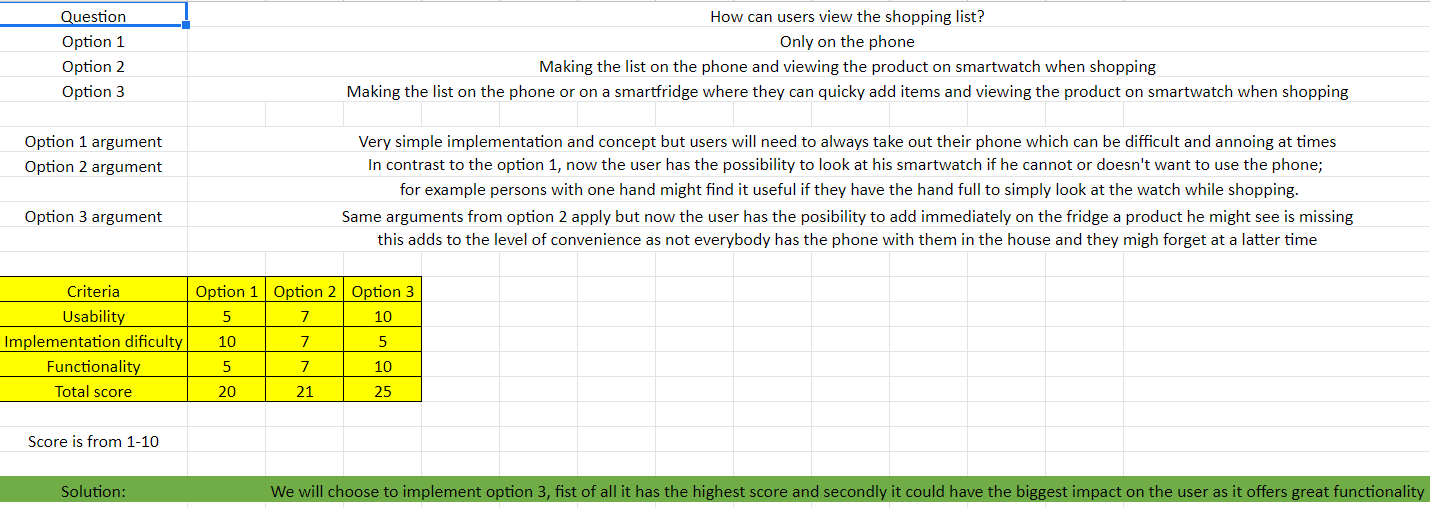 Question How can users view the shopping list?
Option 1 Only on the phone
Option 2 Making the list on the phone and viewing the product on smartwatch when shopping
Option 3 Making the list on the phone or on a smartfridge where they can quicky add items and viewing the product on smartwatch when shopping
Option 1 argument Very simple implementation and concept but users will need to always take out their phone which can be difficult and annoing at times
Option 2 argument In contrast to the option 1, now the user has the possibility to look at his smartwatch if he cannot or doesn't want to use the phone;
for example persons with one hand might find it useful if they have the hand full to simply look at the watch while shopping.
Option 3 argument Same arguments from option 2 apply but now the user has the posibility to add immediately on the fridge a product he might see is missing
this adds to the level of convenience as not everybody has the phone with them in the house and they migh forget at a latter time
Criteria Option 1 Option 2 Option 3
Usability 5 7 10
Implementation dificulty 10 7 5
Functionality 5 7 10
Total score 20 21 25
Score is from 1-10
Solution: We will choose to implement option 3, fist of all it has the highest score and secondly it could have the biggest impact on the user as it offers great functionality